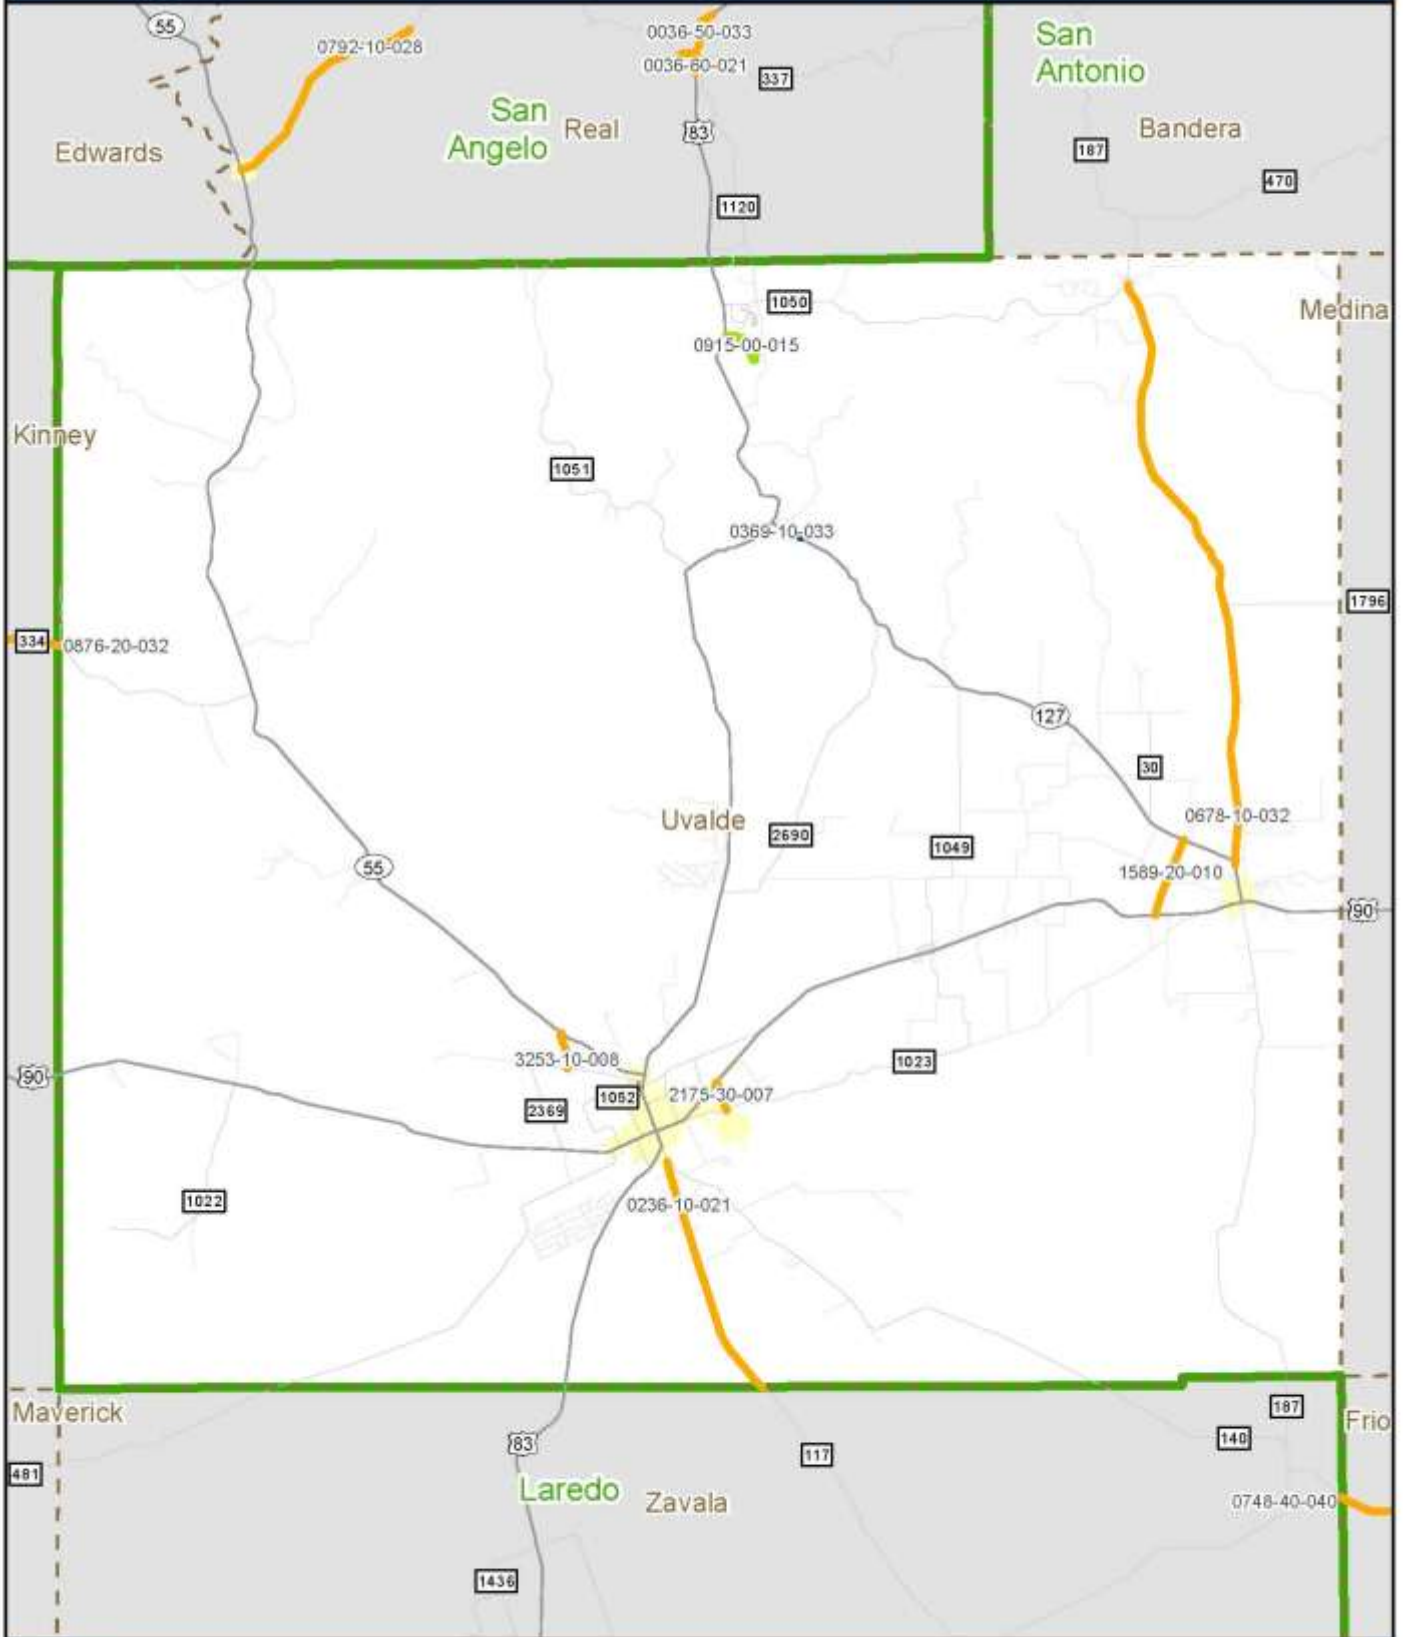 55
0792-10-028
0036-50-033
0036-60-021
337
San
Antonio
San
Angelo
Real
83
Bandera
187
Edwards
470
1120
1050
Medina
0915-00-015
Kinney
1051
0369-10-033
1796
334
0876-20-032
127
30
0678-10-032
Uvalde
2690
1049
55
1589-20-010
90
3253-10-008
1023
90
2369
1052
2175-30-007
1022
0236-10-021
Maverick
187
Frio
83
140
481
117
Laredo
Zavala
0748-40-040
1436